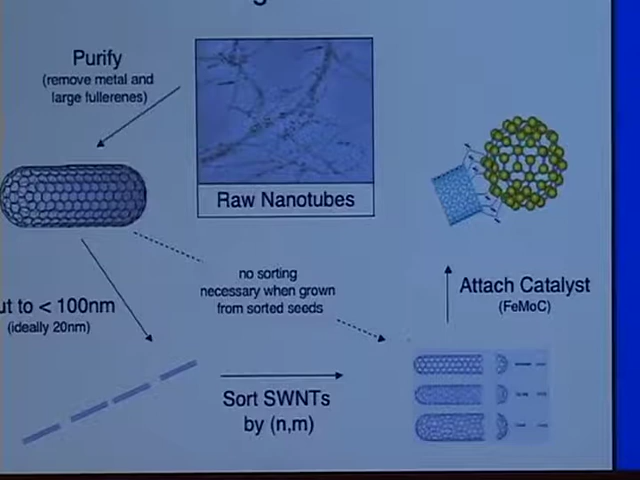 Purify
(remove metal and
large fullerenes)
Raw Nanotubes
no sorting
necessary when grown
from sorted seeds
ut to < 100nm
(ideally 20nm)
Attach Catalyst
(FeMoC)
Sort SWNTs
by (n,m)